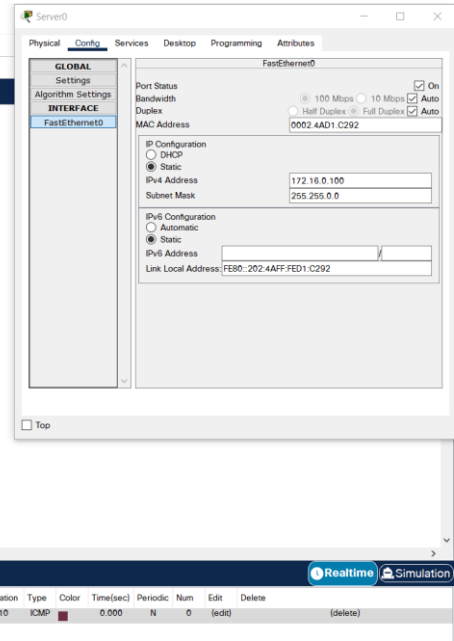 Server0
Physical Config Services Desktop Programming Attributes
GLOBAL
Settings
Algorithm Settings
INTERFACE
FastEthernet0
FastEthernet0
Port Status On
Bandwidth 100 Mbps 10 Mbps Auto
Duplex Half Duplex Full Duplex Auto
MAC Address 0002.4AD1.C292
IP Configuration
DHCP
Static
IPv4 Address 172.16.0.100
Subnet Mask 255.255.0.0
IPv6 Configuration
Automatic
Static
IPv6 Address /
Link Local Address: FE80::202:4AFF:FED1:C292
Top
Realtime Simulation
ation Type Color Time(sec) Periodic Num Edit Delete
10 ICMP 0.000 N 0 (edit) (delete)